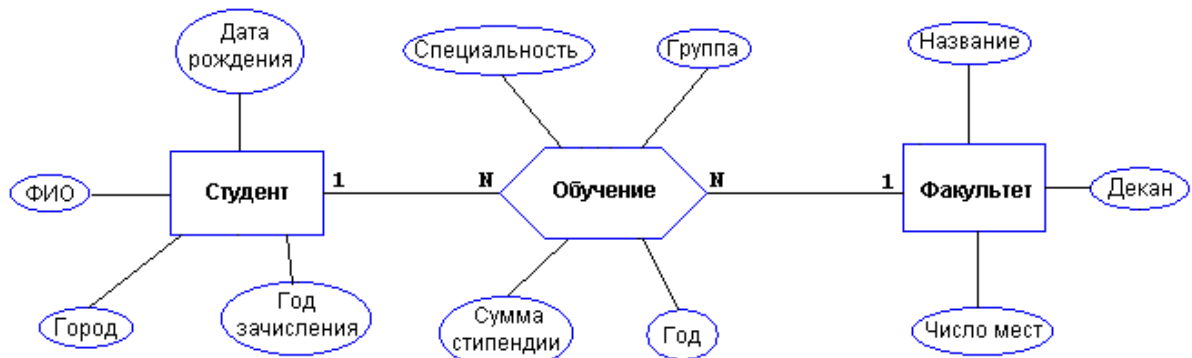 Дата
рождения
Специальность
Группа
Название
ФИО
Студент
1
N
Обучение
N
1
Факультет
Декан
Город
Год
зачисления
Сумма
стипендии
Год
Число мест